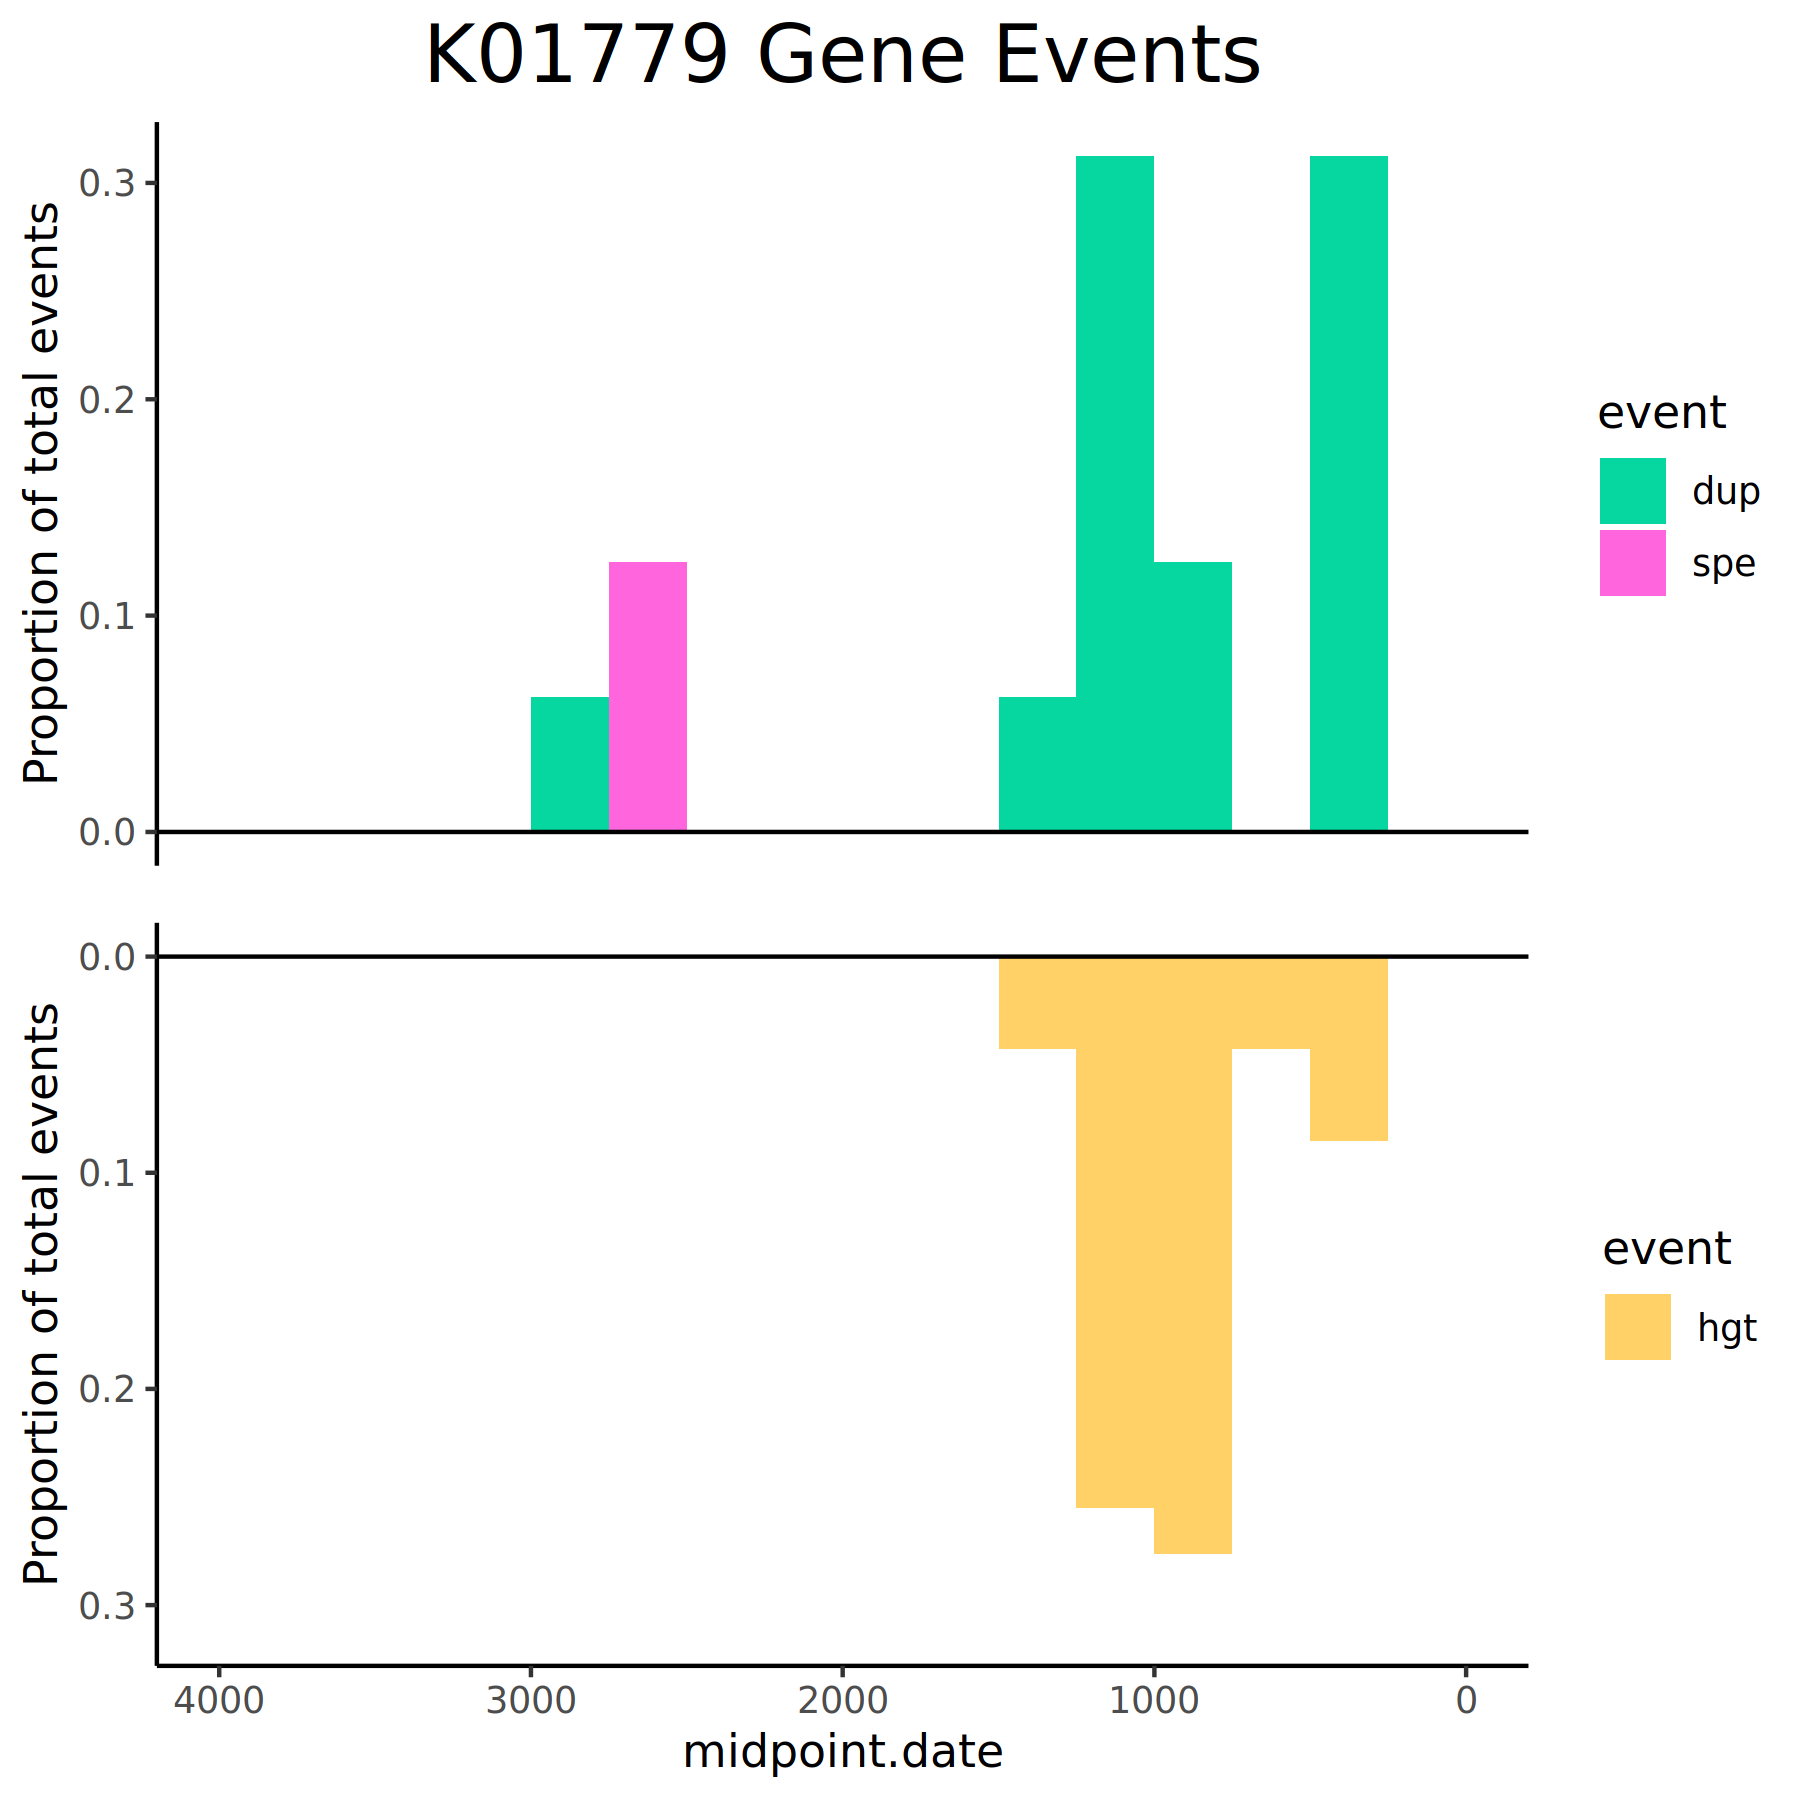 K01779 Gene Events
Proportion of total events
0.3
0.2
0.1
0.0
event
dup
spe
Proportion of total events
0.0
0.1
0.2
0.3
event
hgt
4000 3000 2000 1000 0
midpoint.date